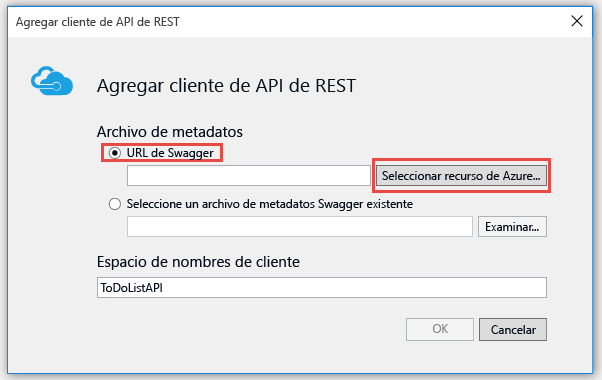 Agregar cliente de API de REST
Agregar cliente de API de REST
Archivo de metadatos
URL de Swagger
Seleccionar recurso de Azure...
Seleccione un archivo de metadatos Swagger existente
Examinar...
Espacio de nombres de cliente
ToDoListAPI
OK
Cancelar